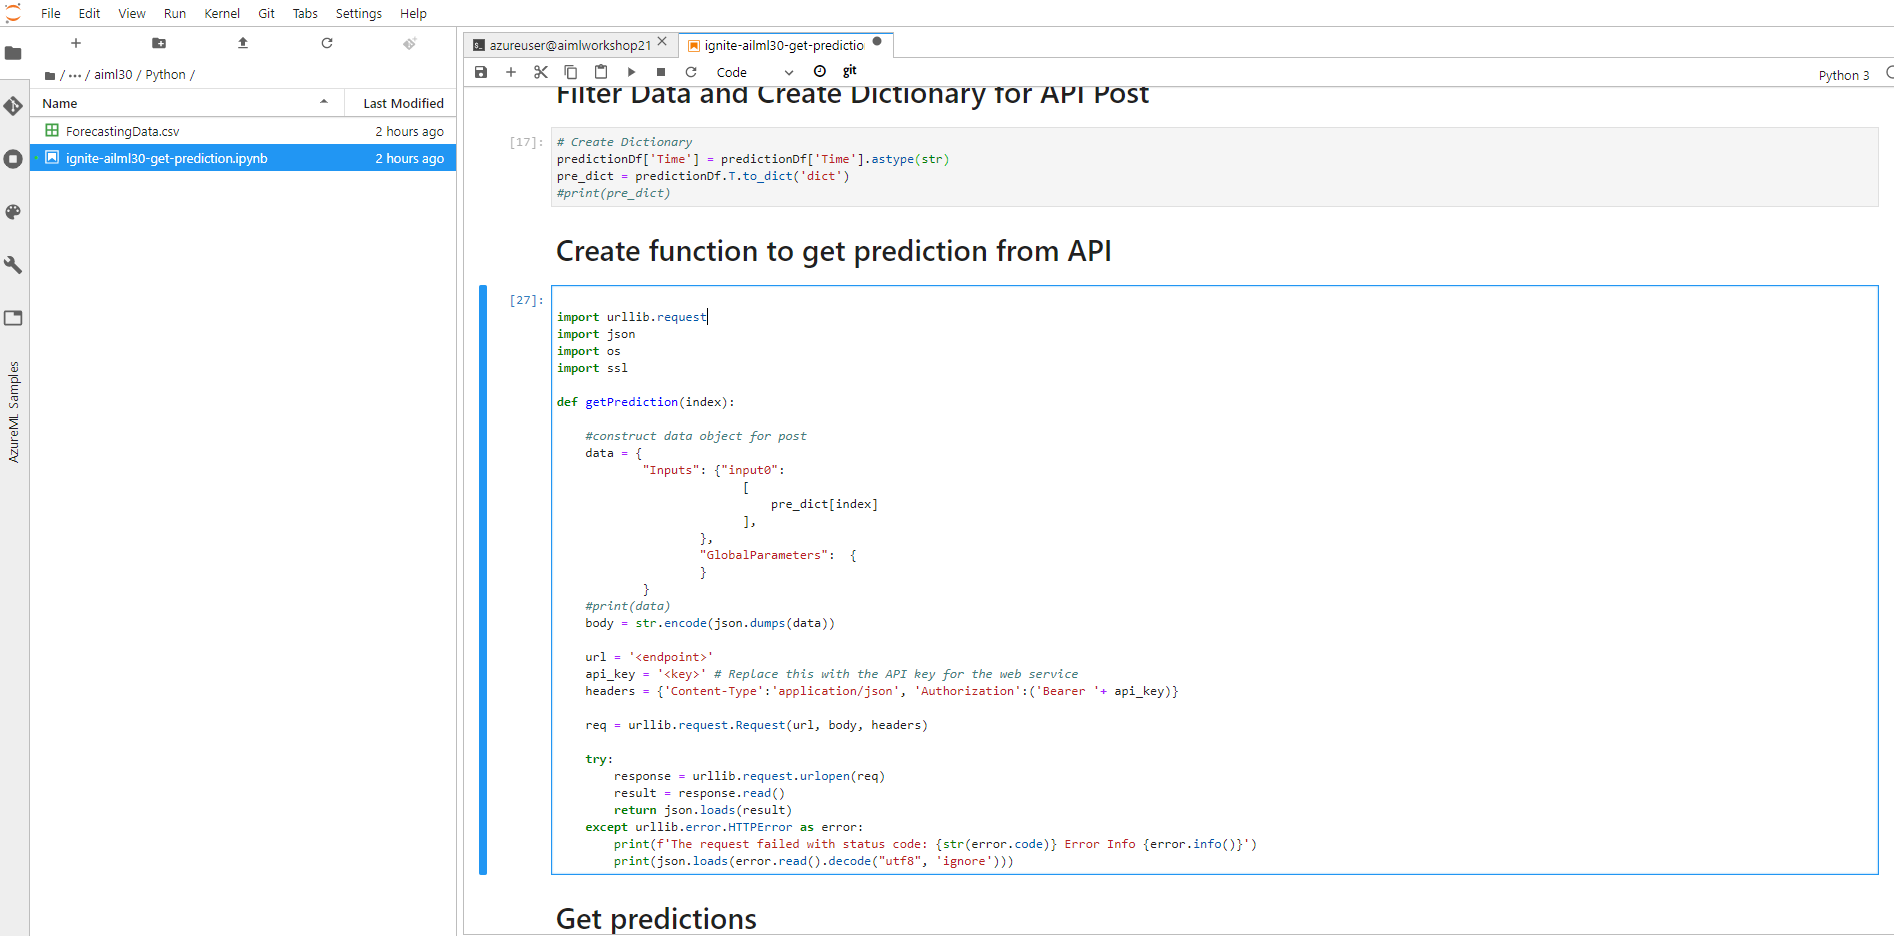 File Edit View Run Kernel Git Tabs Settings Help
/ ... / aiml30 / Python /
Name Last Modified
ForecastingData.csv 2 hours ago
ignite-ailml30-get-prediction.ipynb 2 hours ago
AzureML Samples
azureuser@aimlworkshop21 ignite-ailml30-get-predictio
Code git Python 3
Filter Data and Create Dictionary for API Post
[17]: # Create Dictionary
predictionDf['Time'] = predictionDf['Time'].astype(str)
pre_dict = predictionDf.T.to_dict('dict')
#print(pre_dict)
Create function to get prediction from API
[27]:
import urllib.request
import json
import os
import ssl
def getPrediction(index):
#construct data object for post
data = {
"Inputs": {"input0":
[
pre_dict[index]
],
},
"GlobalParameters": {
}
}
#print(data)
body = str.encode(json.dumps(data))
url = '<endpoint>'
api_key = '<key>' # Replace this with the API key for the web service
headers = {'Content-Type':'application/json', 'Authorization':('Bearer '+ api_key)}
req = urllib.request.Request(url, body, headers)
try:
response = urllib.request.urlopen(req)
result = response.read()
return json.loads(result)
except urllib.error.HTTPError as error:
print(f'The request failed with status code: {str(error.code)} Error Info {error.info()}')
print(json.loads(error.read().decode("utf8", 'ignore')))
Get predictions